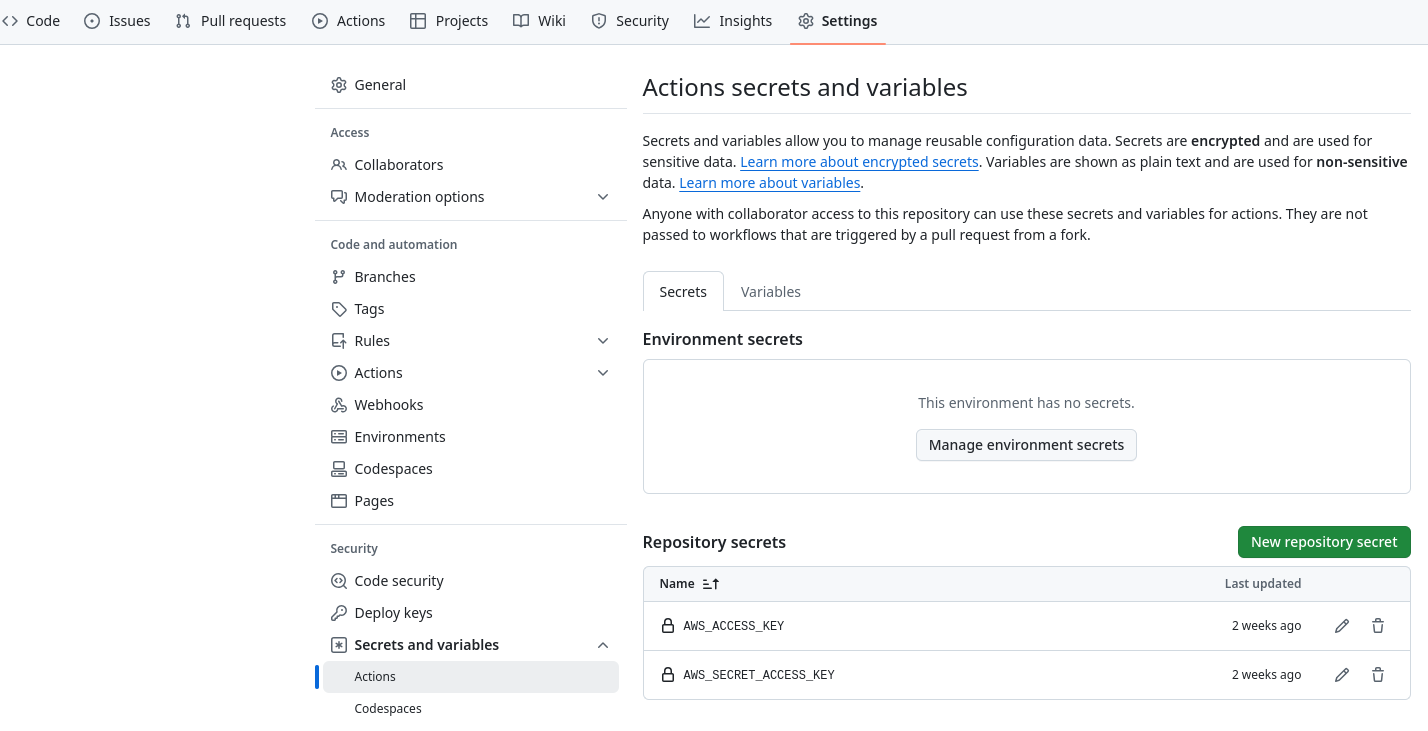 Code Issues Pull requests Actions Projects Wiki Security Insights Settings
General
Access
Collaborators
Moderation options
Code and automation
Branches
Tags
Rules
Actions
Webhooks
Environments
Codespaces
Pages
Security
Code security
Deploy keys
Secrets and variables
Actions
Codespaces
Actions secrets and variables
Secrets and variables allow you to manage reusable configuration data. Secrets are encrypted and are used for
sensitive data. Learn more about encrypted secrets. Variables are shown as plain text and are used for non-sensitive
data. Learn more about variables.
Anyone with collaborator access to this repository can use these secrets and variables for actions. They are not
passed to workflows that are triggered by a pull request from a fork.
Secrets Variables
Environment secrets
This environment has no secrets.
Manage environment secrets
Repository secrets New repository secret
Name Last updated
AWS_ACCESS_KEY 2 weeks ago
AWS_SECRET_ACCESS_KEY 2 weeks ago